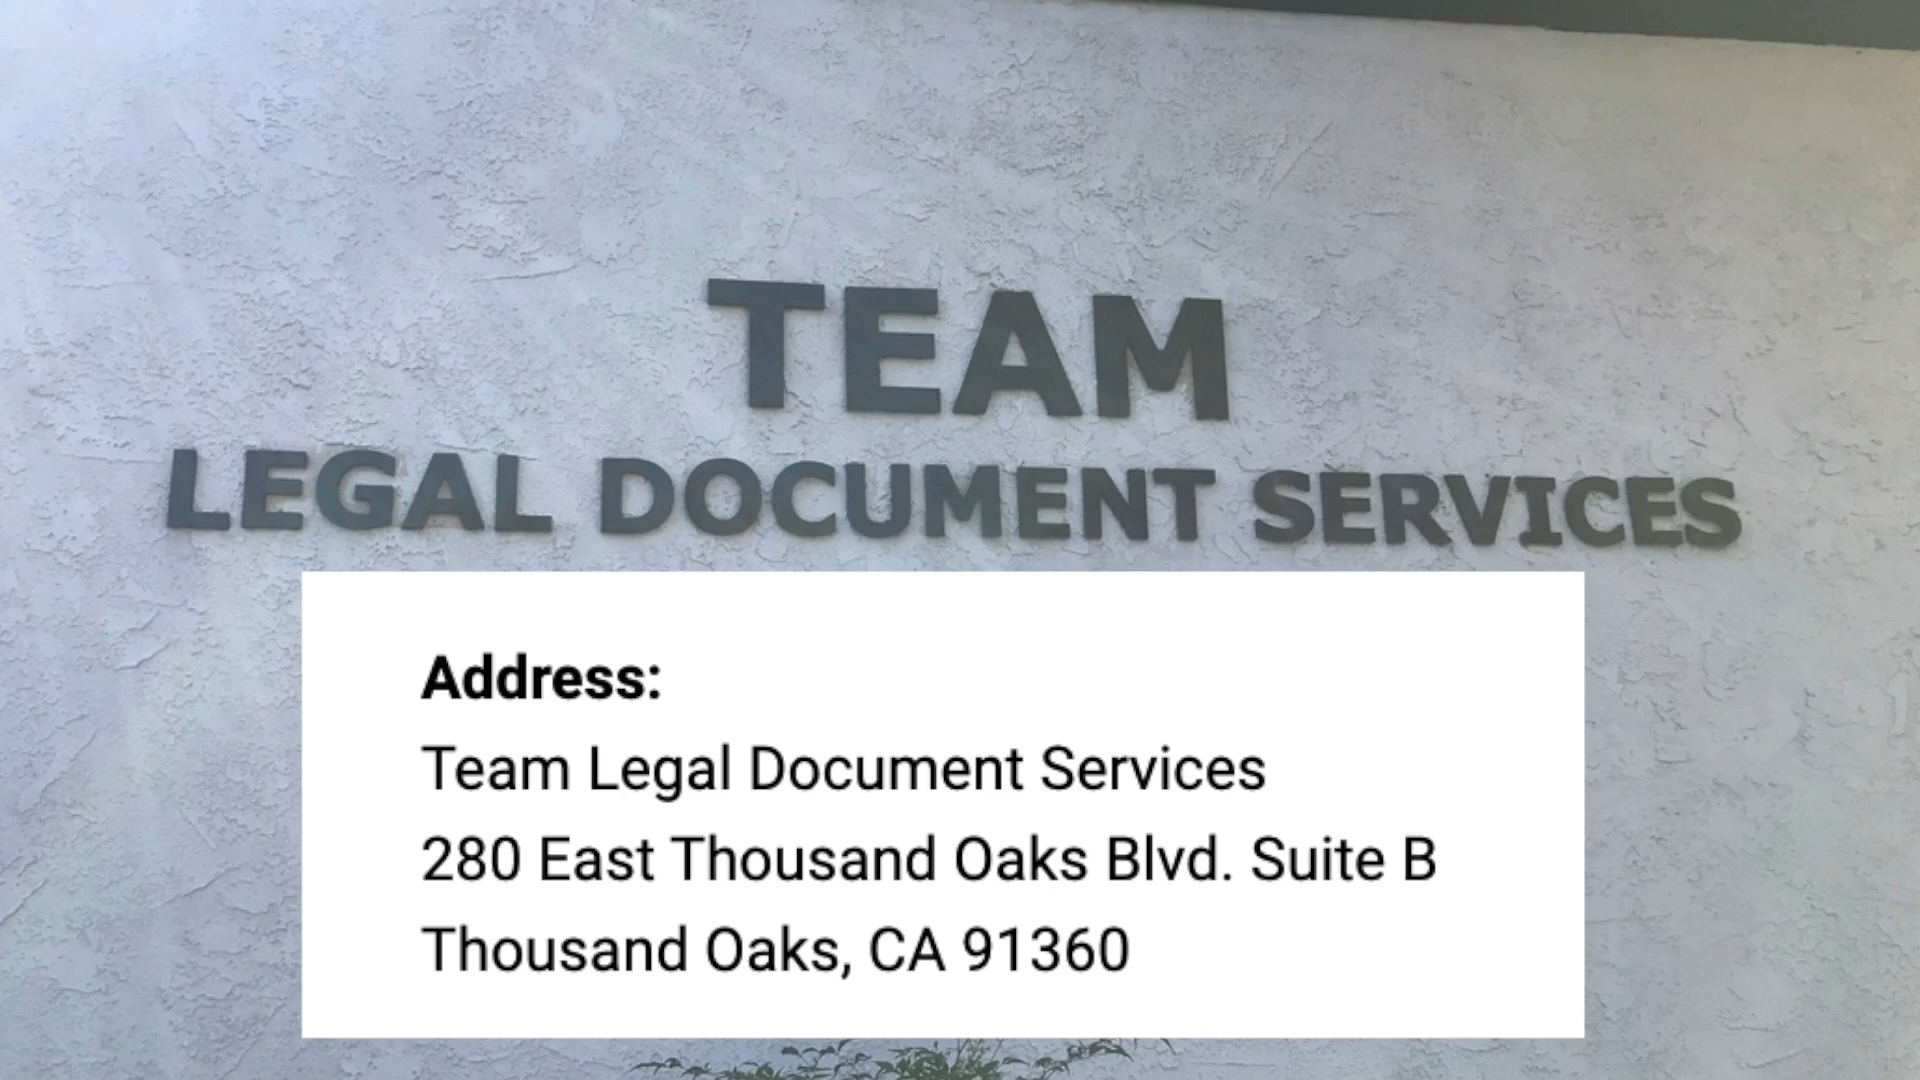 TEAM
LEGAL DOCUMENT SERVICES
Address:
Team Legal Document Services
280 East Thousand Oaks Blvd. Suite B
Thousand Oaks, CA 91360